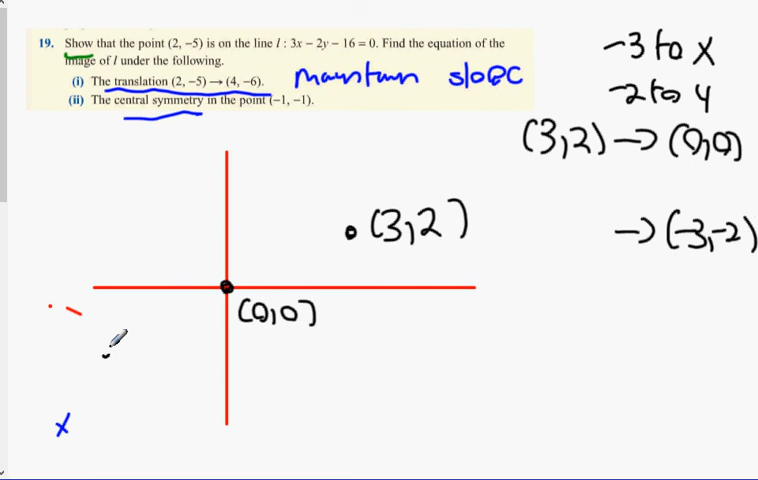 19. Show that the point (2, −5) is on the line l : 3x − 2y − 16 = 0. Find the equation of the
image of l under the following.
(i) The translation (2, −5) → (4, −6).
maintain slope
(ii) The central symmetry in the point (−1, −1).
-3 to x
-2 to y
(3,2) → (0,0)
→ (-3,-2)
(3,2)
(0,0)
x